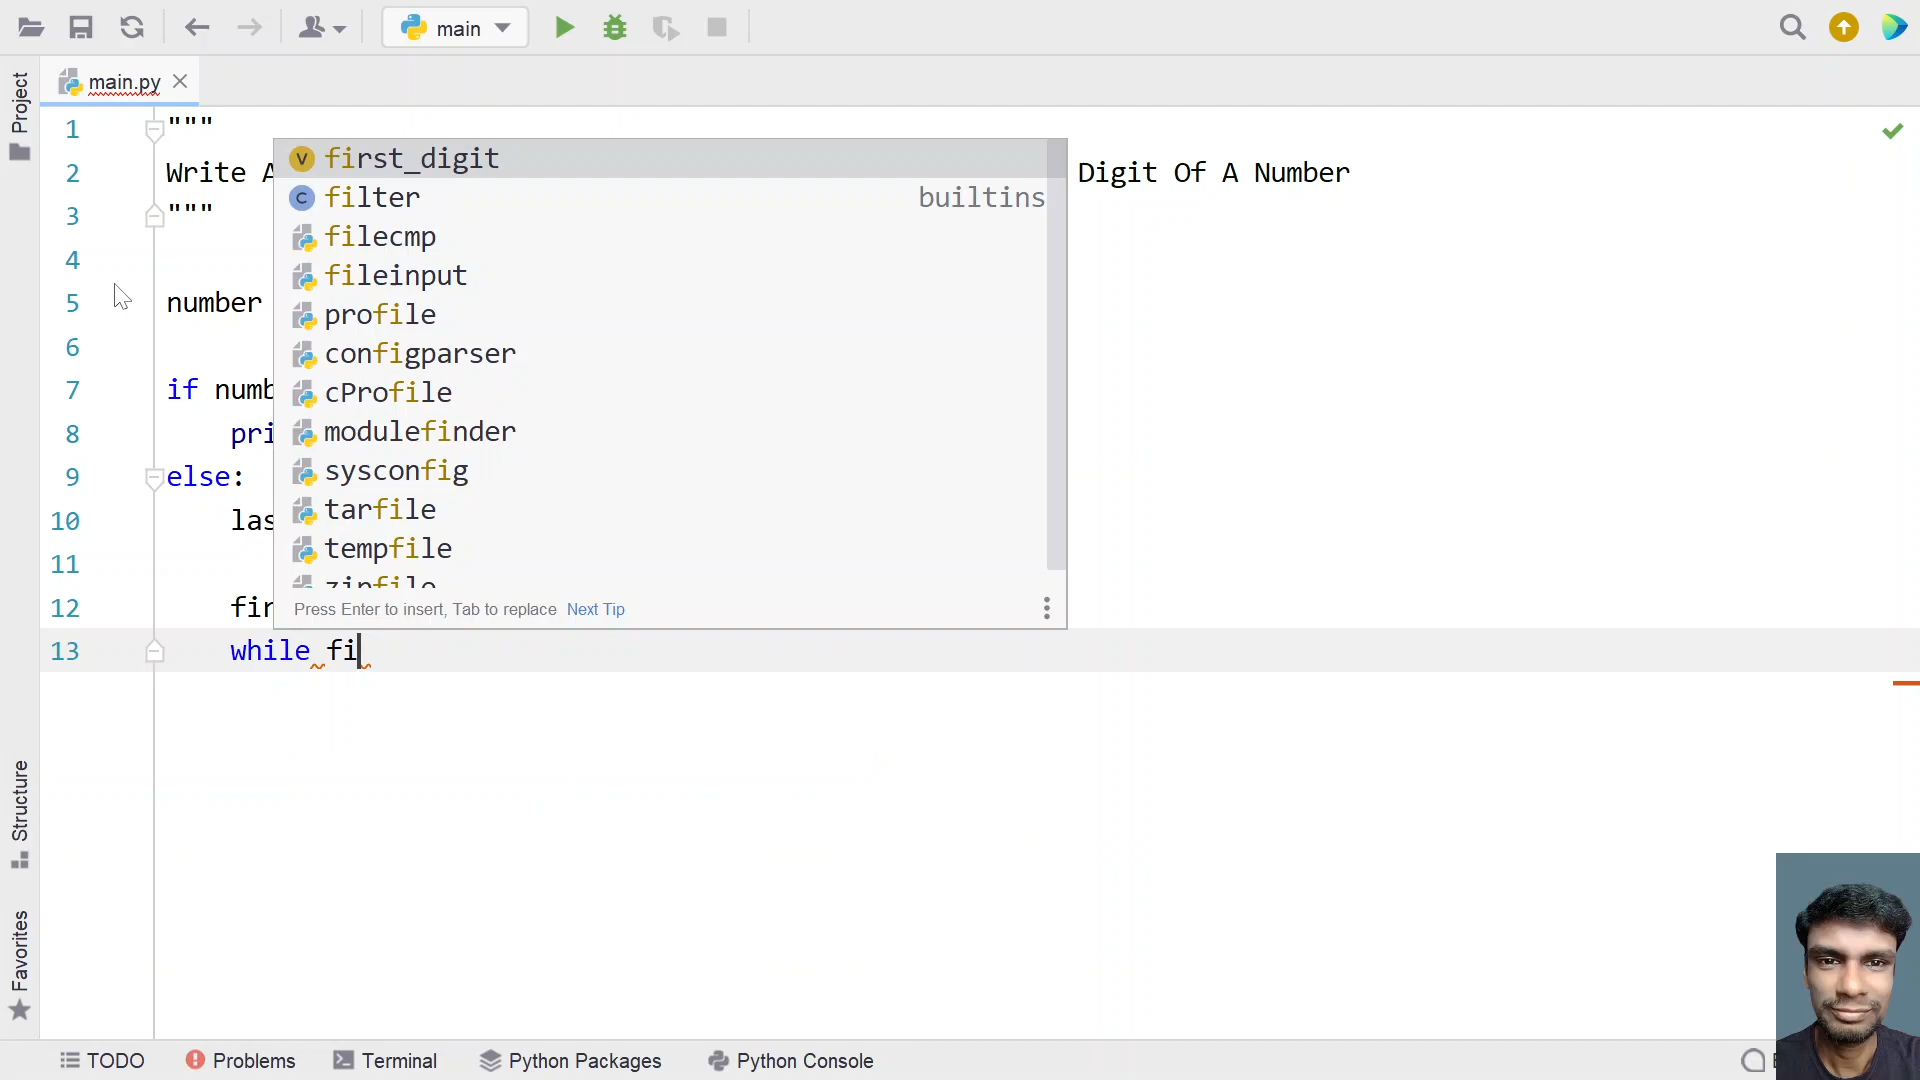 main
main.py
Project
1 """
2 Write A Digit Of A Number
3 """
4
5 number
6
7 if numb
8 pri
9 else:
10 las
11
12 fir
13 while fi
first_digit
filter builtins
filecmp
fileinput
profile
configparser
cProfile
modulefinder
sysconfig
tarfile
tempfile
zipfile
Press Enter to insert, Tab to replace Next Tip
Structure
Favorites
TODO Problems Terminal Python Packages Python Console